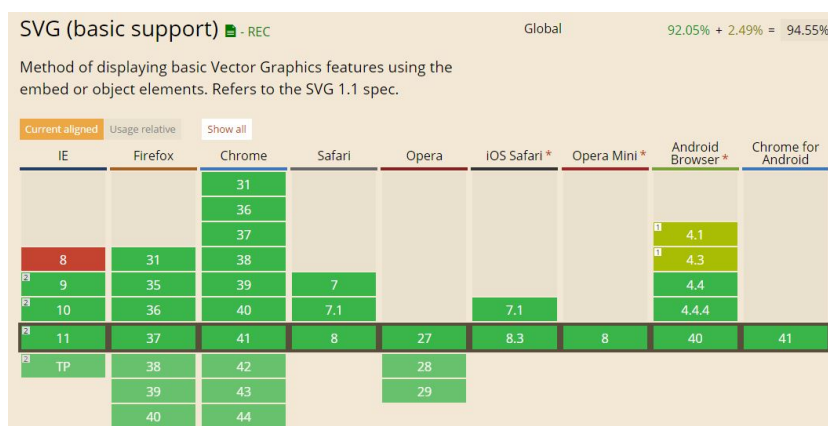 SVG (basic support) - REC Global 92.05% + 2.49% = 94.55%
Method of displaying basic Vector Graphics features using the
embed or object elements. Refers to the SVG 1.1 spec.
Current aligned Usage relative Show all
IE Firefox Chrome Safari Opera iOS Safari * Opera Mini * Android Browser * Chrome for Android
31
36
37 1 4.1
8 31 38 1 4.3
2 9 35 39 7 4.4
2 10 36 40 7.1 7.1 4.4.4
2 11 37 41 8 27 8.3 8 40 41
2 TP 38 42 28
39 43 29
40 44